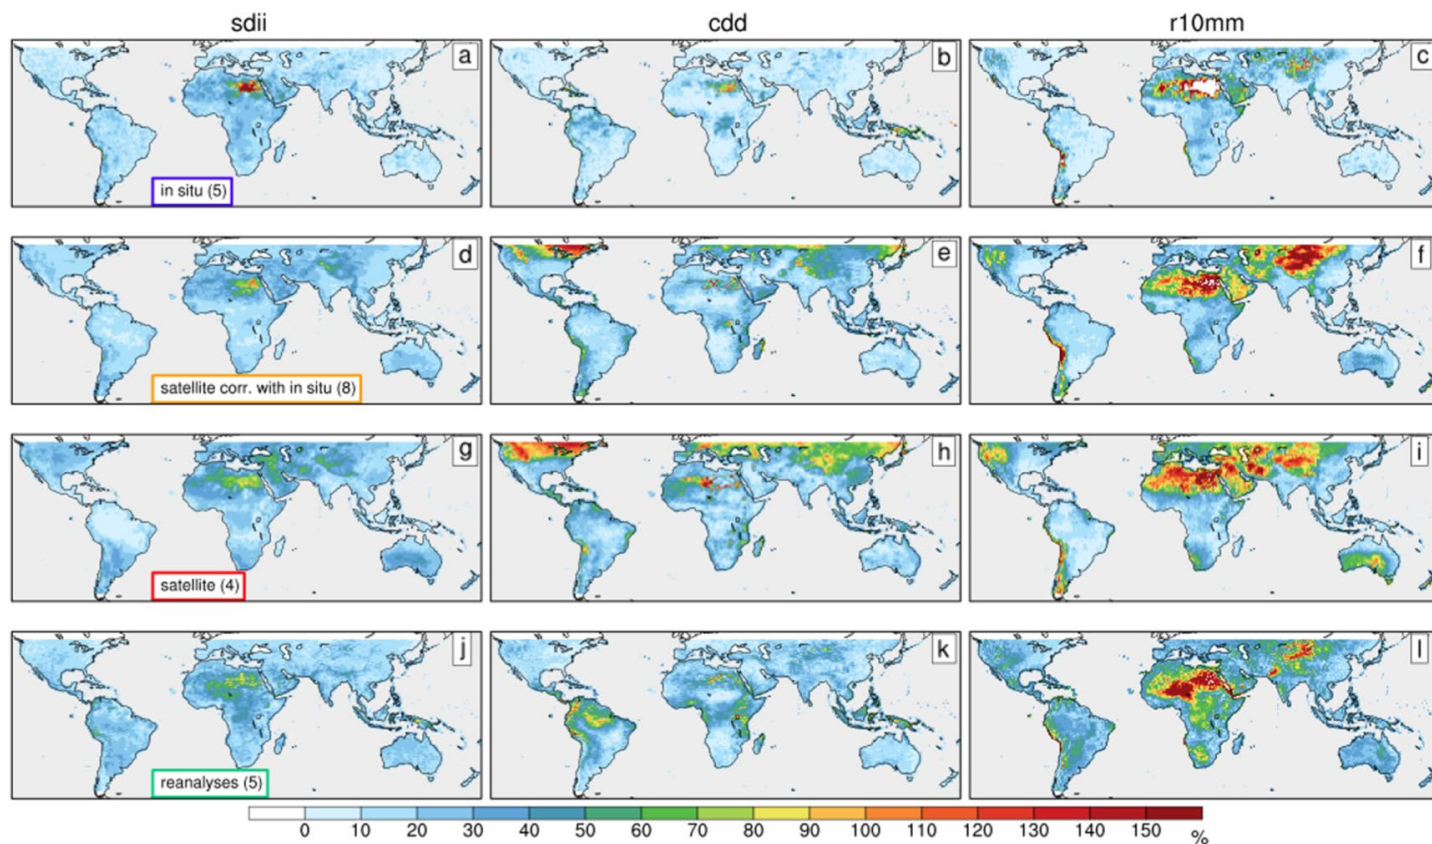 sdii cdd r10mm
a b c
in situ (5)
d e f
satellite corr. with in situ (8)
g h i
satellite (4)
j k l
reanalyses (5)
0 10 20 30 40 50 60 70 80 90 100 110 120 130 140 150 %